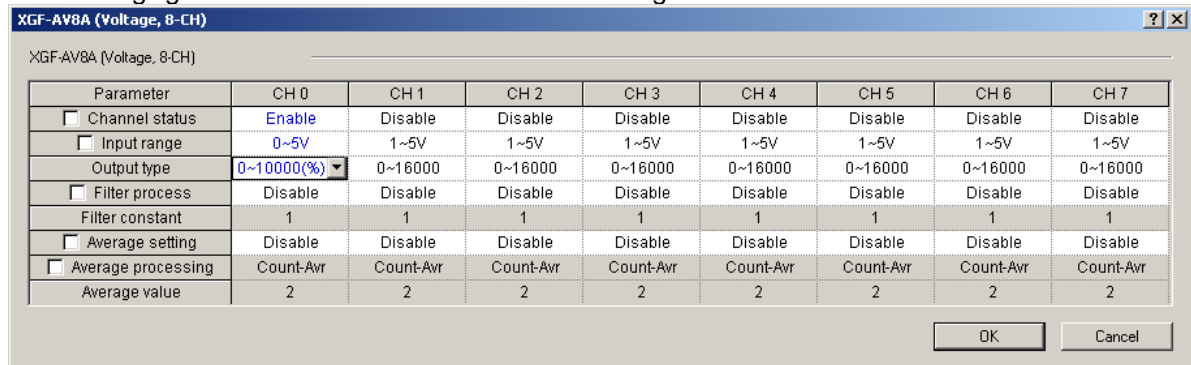 XGF-AV8A (Voltage, 8-CH)
XGF-AV8A (Voltage, 8-CH)
Parameter CH 0 CH 1 CH 2 CH 3 CH 4 CH 5 CH 6 CH 7
Channel status Enable Disable Disable Disable Disable Disable Disable Disable
Input range 0~5V 1~5V 1~5V 1~5V 1~5V 1~5V 1~5V 1~5V
Output type 0~10000(%) 0~16000 0~16000 0~16000 0~16000 0~16000 0~16000 0~16000
Filter process Disable Disable Disable Disable Disable Disable Disable Disable
Filter constant 1 1 1 1 1 1 1 1
Average setting Disable Disable Disable Disable Disable Disable Disable Disable
Average processing Count-Avr Count-Avr Count-Avr Count-Avr Count-Avr Count-Avr Count-Avr Count-Avr
Average value 2 2 2 2 2 2 2 2
OK Cancel